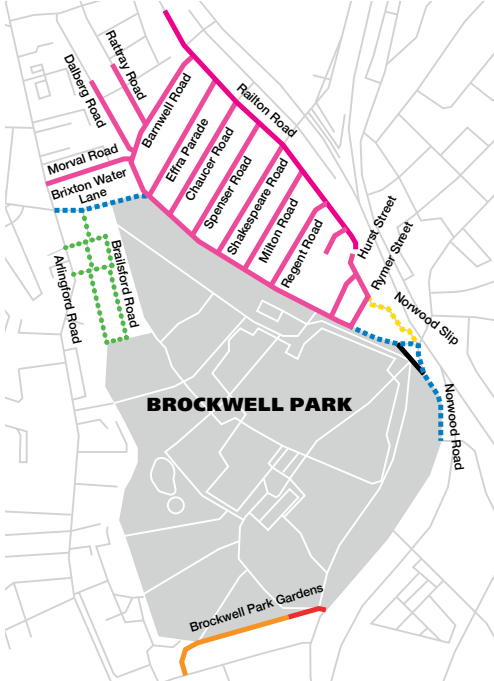 Rattray Road
Dalberg Road
Barnwell Road
Railton Road
Effra Parade
Morval Road
Chaucer Road
Brixton Water
Lane
Spenser Road
Shakespeare Road
Milton Road
Regent Road
Hurst Street
Rymer Street
Brailsford Road
Arlingford Road
Norwood Slip
BROCKWELL PARK
Norwood Road
Brockwell Park Gardens